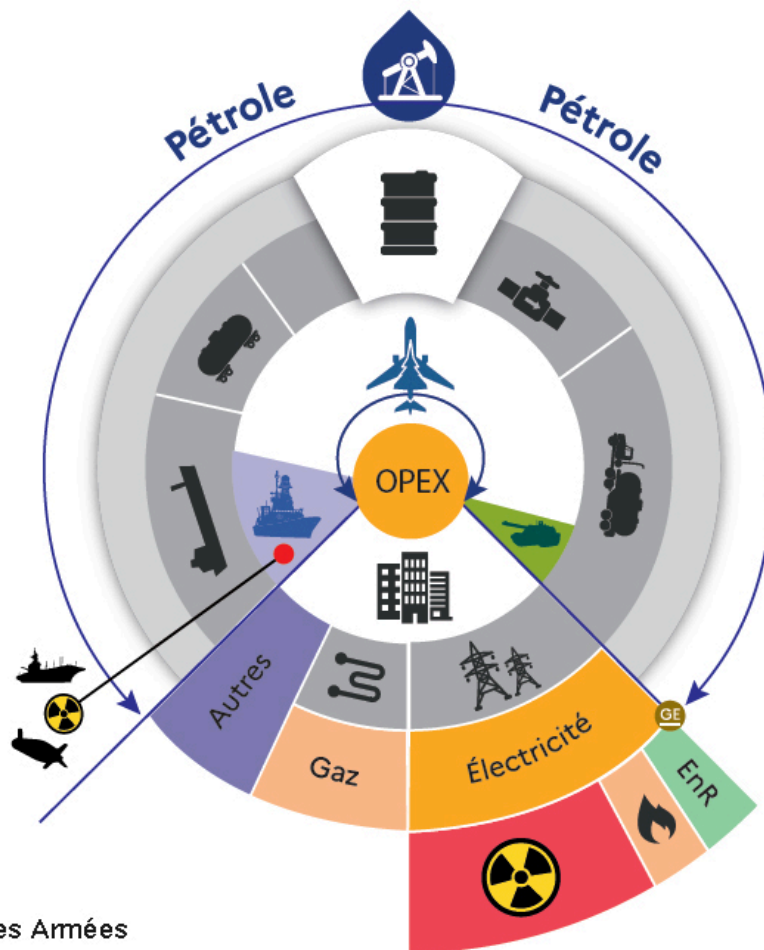 Pétrole
Pétrole
OPEX
Autres
Gaz
Électricité
GE
EnR
es Armées